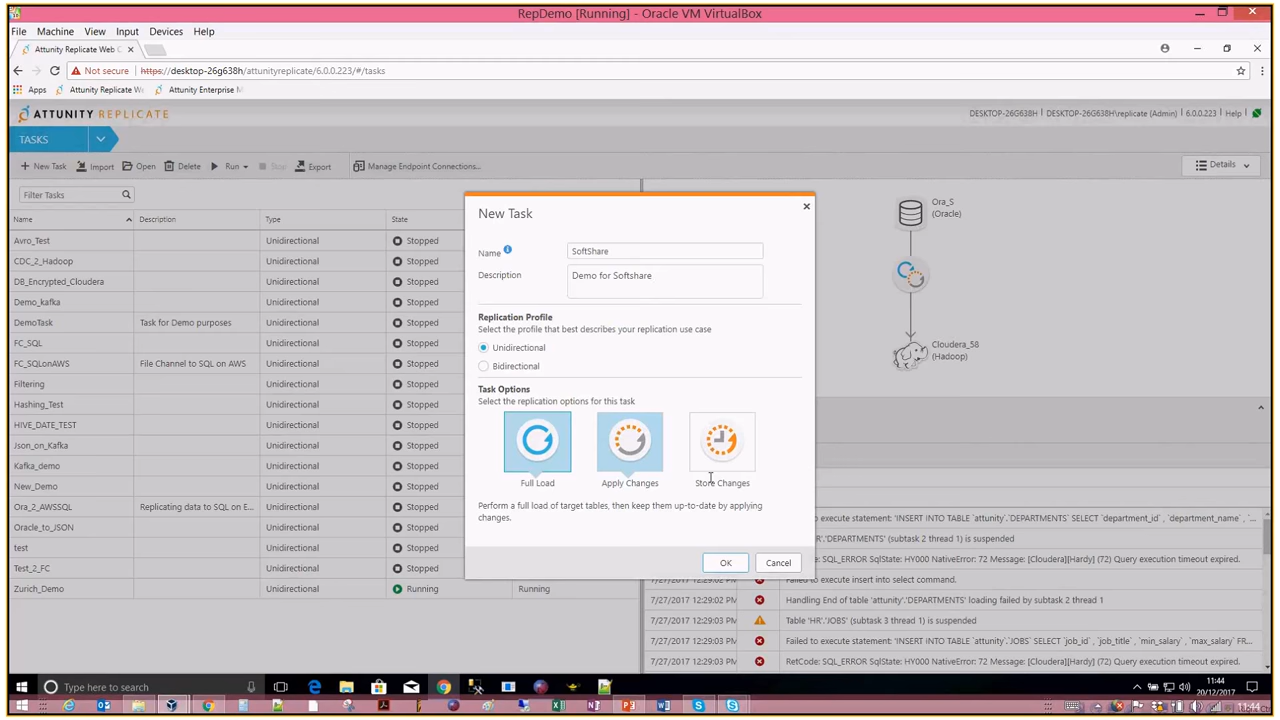 RepDemo [Running] - Oracle VM VirtualBox
File Machine View Input Devices Help
Attunity Replicate Web C
Not secure https://desktop-26g638h/attunityreplicate/6.0.0.223/#/tasks
Apps Attunity Replicate We Attunity Enterprise M
ATTUNITY REPLICATE
DESKTOP-26G638H DESKTOP-26G638H\replicate (Admin) 6.0.0.223 Help
TASKS
New Task Import Open Delete Run Stop Export Manage Endpoint Connections...
Details
Filter Tasks
Name Description Type State
Avro_Test Unidirectional Stopped
CDC_2_Hadoop Unidirectional Stopped
DB_Encrypted_Cloudera Unidirectional Stopped
Demo_kafka Unidirectional Stopped
DemoTask Task for Demo purposes Unidirectional Stopped
FC_SQL Unidirectional Stopped
FC_SQLonAWS File Channel to SQL on AWS Unidirectional Stopped
Filtering Unidirectional Stopped
Hashing_Test Unidirectional Stopped
HIVE_DATE_TEST Unidirectional Stopped
Json_on_Kafka Unidirectional Stopped
Kafka_demo Unidirectional Stopped
New_Demo Unidirectional Stopped
Ora_2_AWSSQL Replicating data to SQL on E... Unidirectional Stopped
Oracle_to_JSON Unidirectional Stopped
test Unidirectional Stopped
Test_2_FC Unidirectional Stopped
Zurich_Demo Unidirectional Running Running
New Task
Name SoftShare
Description Demo for Softshare
Replication Profile
Select the profile that best describes your replication use case
Unidirectional
Bidirectional
Task Options
Select the replication options for this task
Full Load Apply Changes Store Changes
Perform a full load of target tables, then keep them up-to-date by applying
changes.
OK Cancel
Ora_S
(Oracle)
Cloudera_58
(Hadoop)
to execute statement: 'INSERT INTO TABLE `attunity`.`DEPARTMENTS` SELECT `department_id` , `department_name` , `...
HR'.'DEPARTMENTS' (subtask 2 thread 1) is suspended
SQL_ERROR SqlState: HY000 NativeError: 72 Message: [Cloudera][Hardy] (72) Query execution timeout expired.
7/27/2017 12:29:02 PM Failed to execute insert into select command.
7/27/2017 12:29:02 PM Handling End of table 'attunity'.'DEPARTMENTS' loading failed by subtask 2 thread 1
7/27/2017 12:29:03 PM Table 'HR'.'JOBS' (subtask 3 thread 1) is suspended
7/27/2017 12:29:03 PM Failed to execute statement: 'INSERT INTO TABLE `attunity`.`JOBS` SELECT `job_id` , `job_title` , `min_salary` , `max_salary` FR...
7/27/2017 12:29:03 PM RetCode: SQL_ERROR SqlState: HY000 NativeError: 72 Message: [Cloudera][Hardy] (72) Query execution timeout expired.
Type here to search
11:44
20/12/2017
11:44